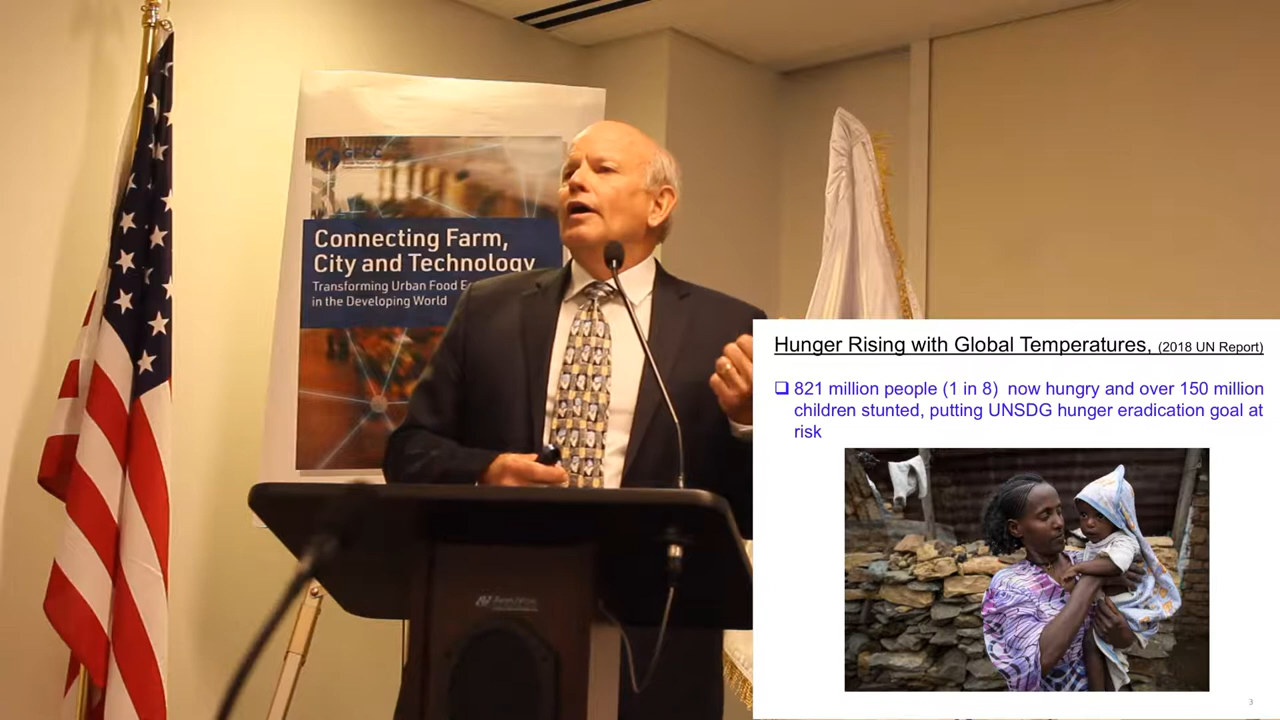 GFCC
Connecting Farm,
City and Technology
Transforming Urban Food
in the Developing World
Hunger Rising with Global Temperatures, (2018 UN Report)
❑ 821 million people (1 in 8) now hungry and over 150 million
children stunted, putting UNSDG hunger eradication goal at
risk
3